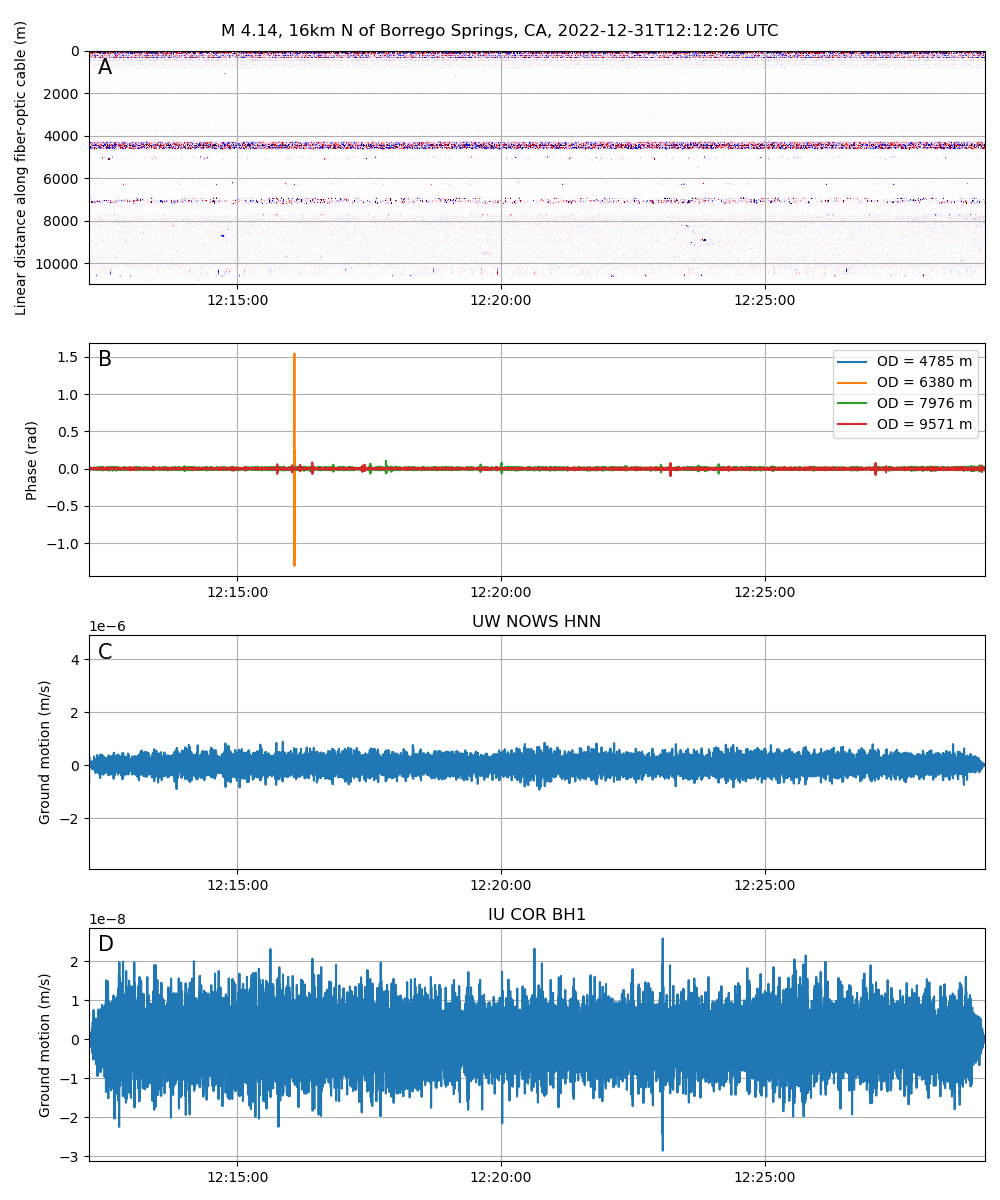 M 4.14, 16km N of Borrego Springs, CA, 2022-12-31T12:12:26 UTC
Linear distance along fiber-optic cable (m)
A
0
2000
4000
6000
8000
10000
12:15:00 12:20:00 12:25:00
Phase (rad)
B
1.5
1.0
0.5
0.0
−0.5
−1.0
OD = 4785 m
OD = 6380 m
OD = 7976 m
OD = 9571 m
12:15:00 12:20:00 12:25:00
UW NOWS HNN
1e−6
Ground motion (m/s)
C
4
2
0
−2
12:15:00 12:20:00 12:25:00
IU COR BH1
1e−8
Ground motion (m/s)
D
2
1
0
−1
−2
−3
12:15:00 12:20:00 12:25:00